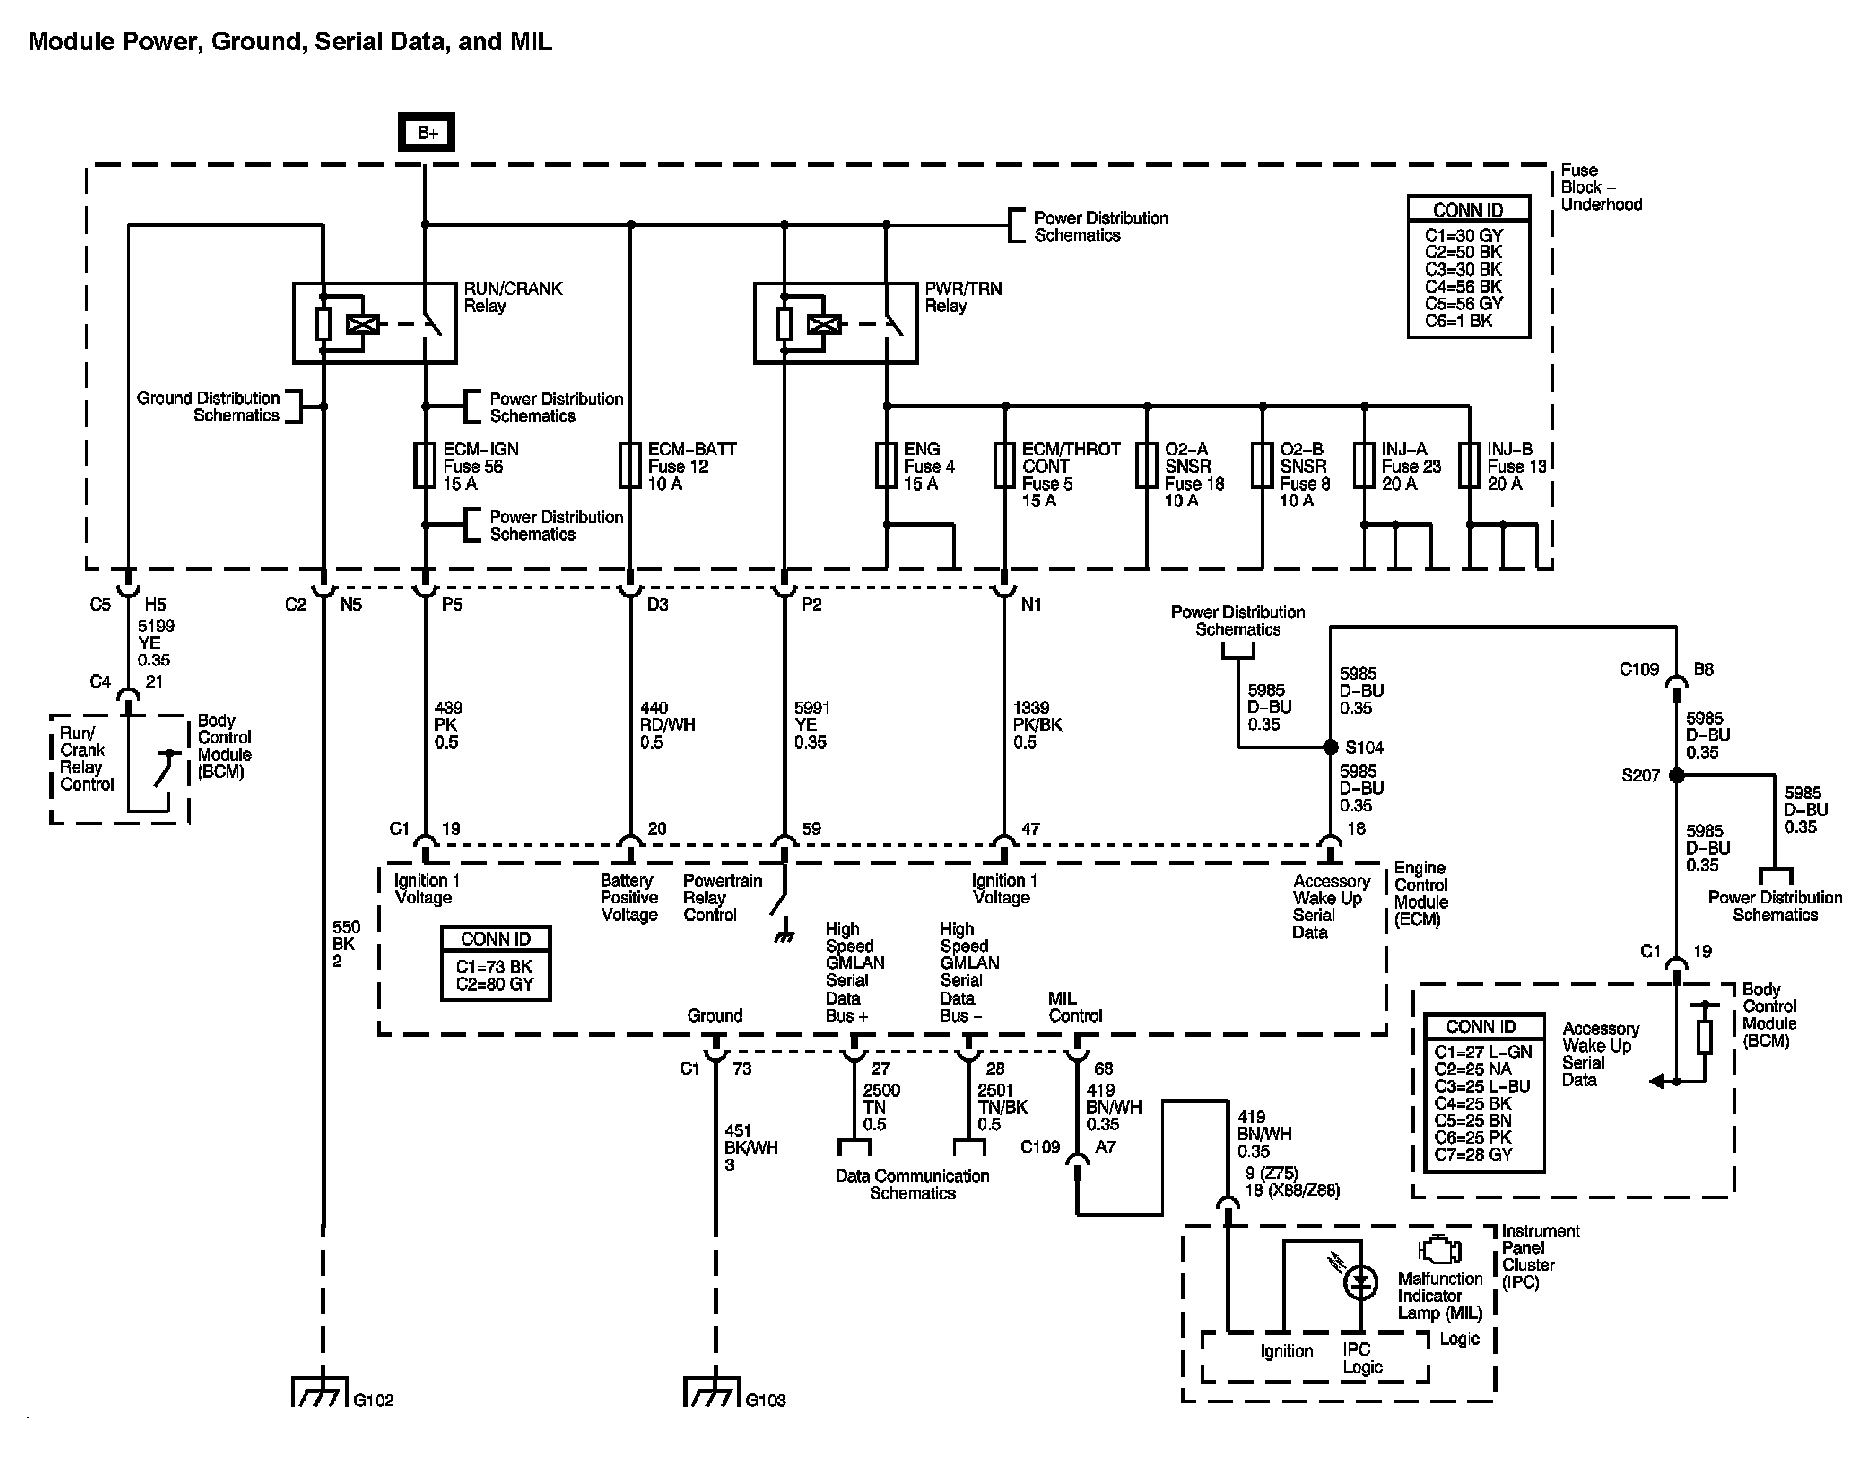 Module Power, Ground, Serial Data, and MIL
B+
Fuse
Block –
Underhood
Power Distribution
Schematics
CONN ID
C1=30 GY
C2=50 BK
C3=30 BK
C4=56 BK
C5=56 GY
C6=1 BK
RUN/CRANK
Relay
PWR/TRN
Relay
Ground Distribution
Schematics
Power Distribution
Schematics
ECM–IGN
Fuse 56
15 A
ECM–BATT
Fuse 12
10 A
ENG
Fuse 4
15 A
ECM/THROT
CONT
Fuse 5
15 A
O2–A
SNSR
Fuse 18
10 A
O2–B
SNSR
Fuse 8
10 A
INJ–A
Fuse 23
20 A
INJ–B
Fuse 13
20 A
Power Distribution
Schematics
C5
H5
C2
N5
P5
D3
P2
N1
5199
YE
0.35
C4
21
Run/
Crank
Relay
Control
Body
Control
Module
(BCM)
439
PK
0.5
440
RD/WH
0.5
5991
YE
0.35
1339
PK/BK
0.5
Power Distribution
Schematics
5985
D–BU
0.35
5985
D–BU
0.35
S104
5985
D–BU
0.35
C109
B8
5985
D–BU
0.35
S207
5985
D–BU
0.35
5985
D–BU
0.35
Power Distribution
Schematics
C1
19
20
59
47
18
Ignition 1
Voltage
Battery
Positive
Voltage
Powertrain
Relay
Control
Ignition 1
Voltage
Accessory
Wake Up
Serial
Data
Engine
Control
Module
(ECM)
CONN ID
C1=73 BK
C2=80 GY
High
Speed
GMLAN
Serial
Data
Bus +
High
Speed
GMLAN
Serial
Data
Bus –
Ground
MIL
Control
550
BK
2
C1
73
27
28
68
2500
TN
0.5
2501
TN/BK
0.5
419
BN/WH
0.35
451
BK/WH
3
Data Communication
Schematics
C109
A7
419
BN/WH
0.35
9 (Z75)
18 (X88/Z88)
C1
19
Body
Control
Module
(BCM)
CONN ID
C1=27 L–GN
C2=25 NA
C3=25 L–BU
C4=25 BK
C5=25 BN
C6=25 PK
C7=28 GY
Accessory
Wake Up
Serial
Data
Instrument
Panel
Cluster
(IPC)
Malfunction
Indicator
Lamp (MIL)
Logic
Ignition
IPC
Logic
G102
G103